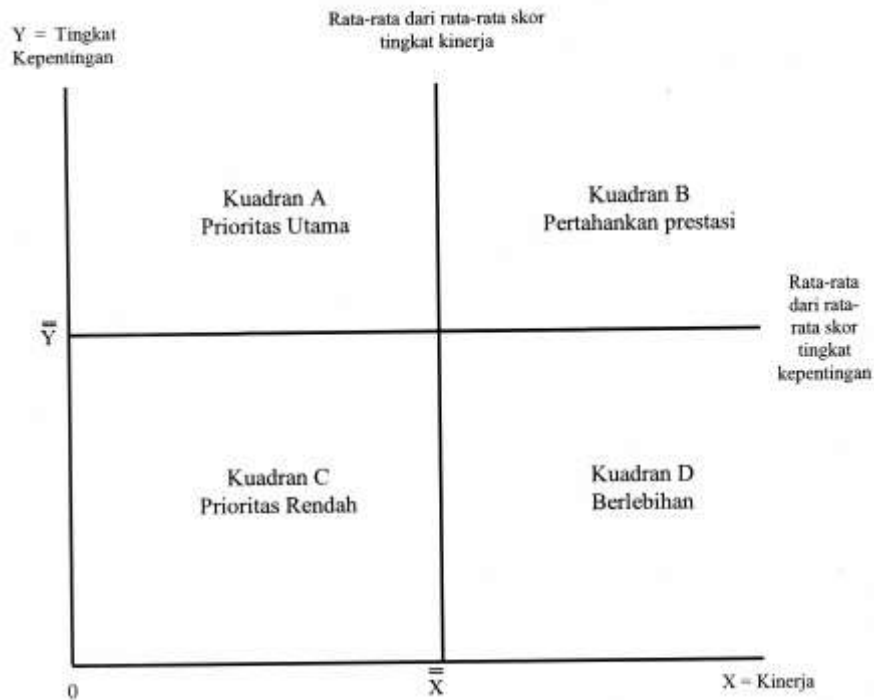 Y = Tingkat
Kepentingan
Rata-rata dari rata-rata skor
tingkat kinerja
Kuadran A
Prioritas Utama
Kuadran B
Pertahankan prestasi
Rata-rata
dari rata-
rata skor
tingkat
kepentingan
Y̿
Kuadran C
Prioritas Rendah
Kuadran D
Berlebihan
0
X̿
X = Kinerja